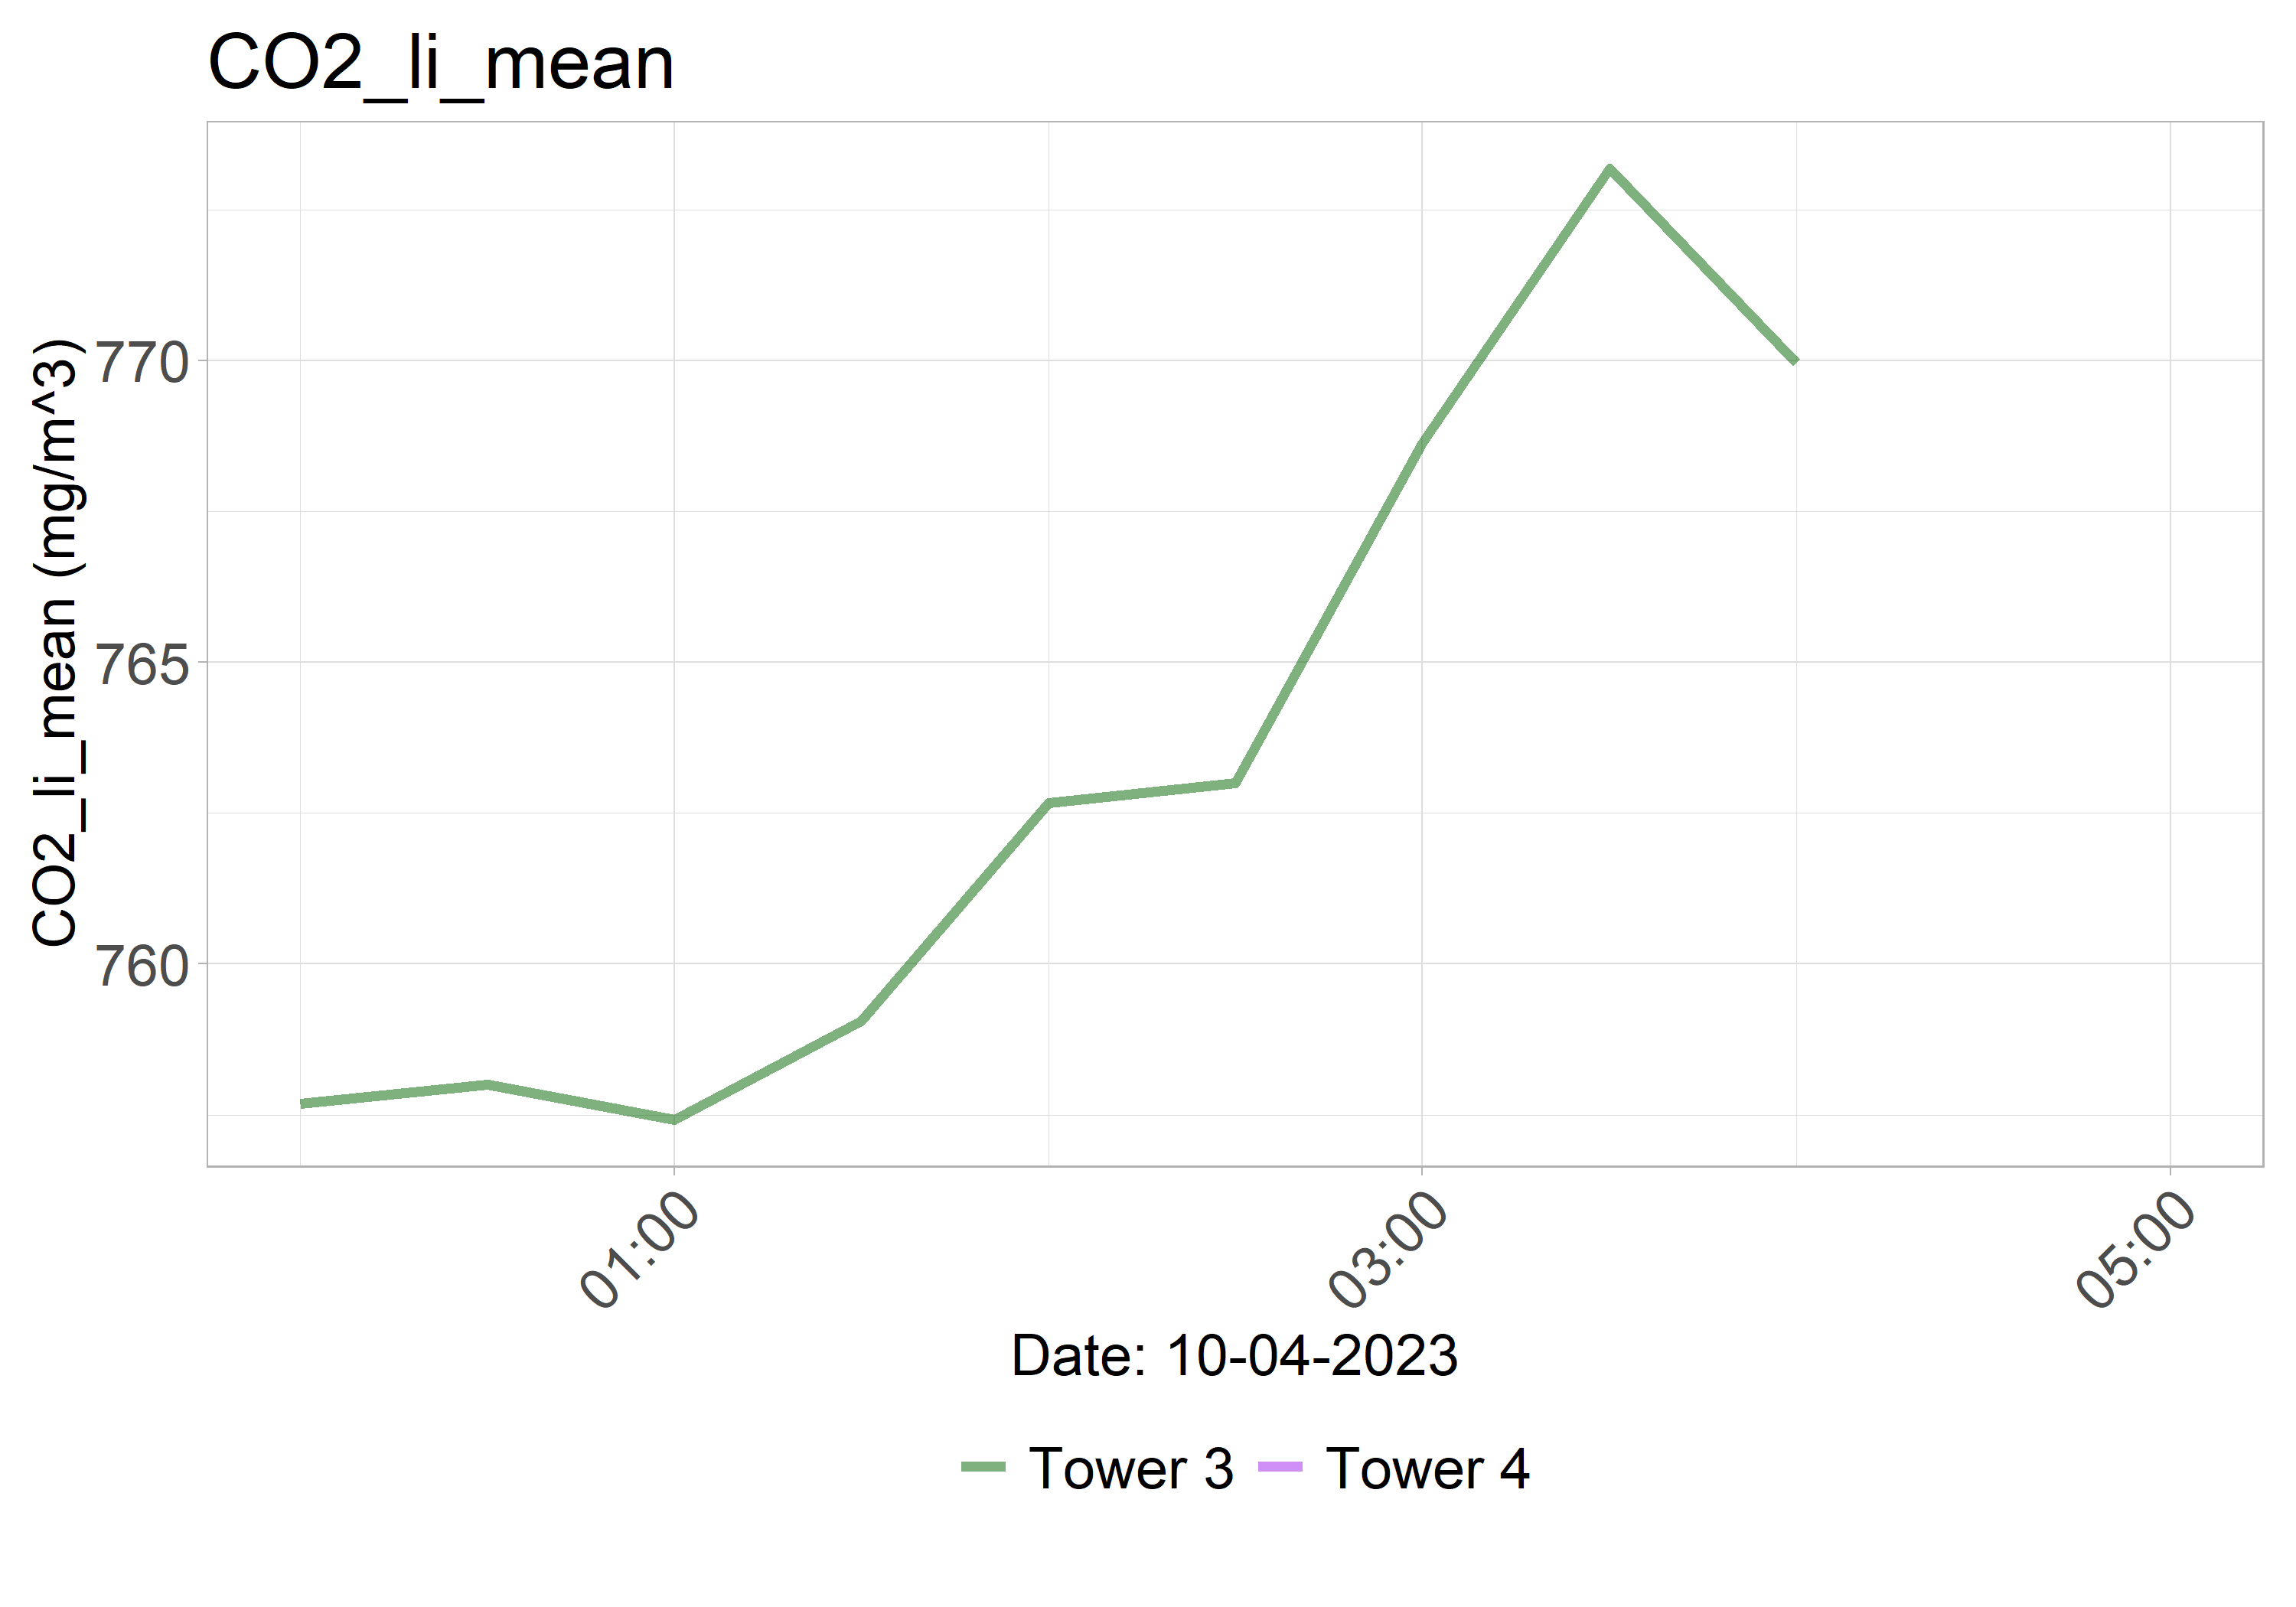 CO2_li_mean
CO2_li_mean (mg/m^3)
770
765
760
01:00
03:00
05:00
Date: 10-04-2023
Tower 3
Tower 4